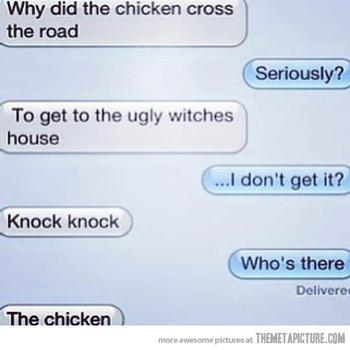 Why did the chicken cross
the road
Seriously?
To get to the ugly witches
house
...I don't get it?
Knock knock
Who's there
Delivere
The chicken
more awesome pictures at THEMETAPICTURE.COM